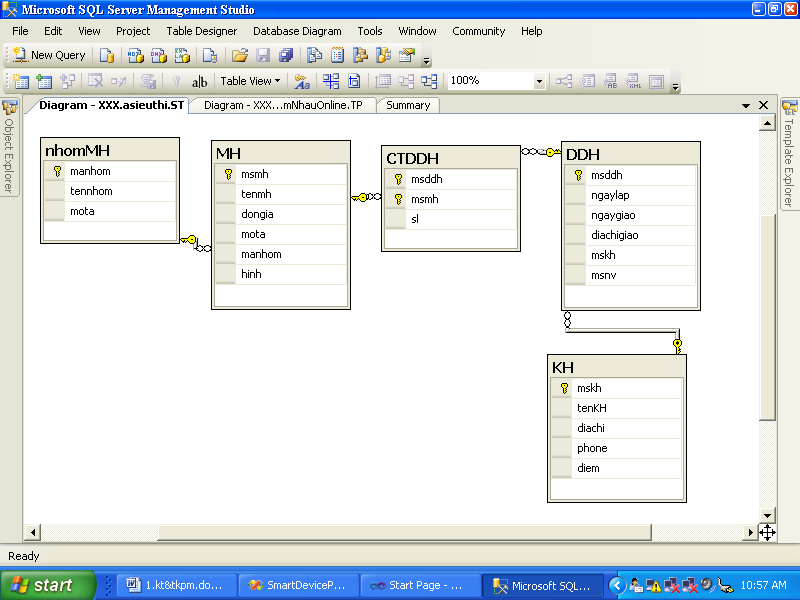 Microsoft SQL Server Management Studio
File Edit View Project Table Designer Database Diagram Tools Window Community Help
New Query
ab| Table View 100%
Diagram - XXX.asieuthi.ST Diagram - XXX...mNhauOnline.TP Summary
Object Explorer
Template Explorer
nhomMH
manhom
tennhom
mota
MH
msmh
tenmh
dongia
mota
manhom
hinh
CTDDH
msddh
msmh
sl
DDH
msddh
ngaylap
ngaygiao
diachigiao
mskh
msnv
KH
mskh
tenKH
diachi
phone
diem
Ready
start 1.kt&tkpm.do... SmartDeviceP... Start Page - ... Microsoft SQL... 10:57 AM